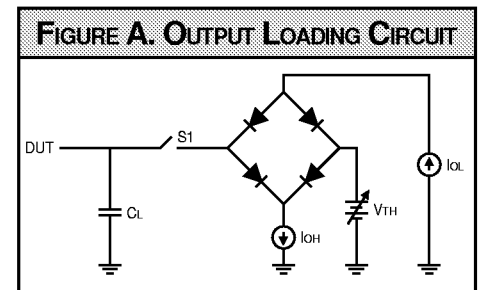 FIGURE A. OUTPUT LOADING CIRCUIT
DUT
S1
IOL
CL
VTH
IOH